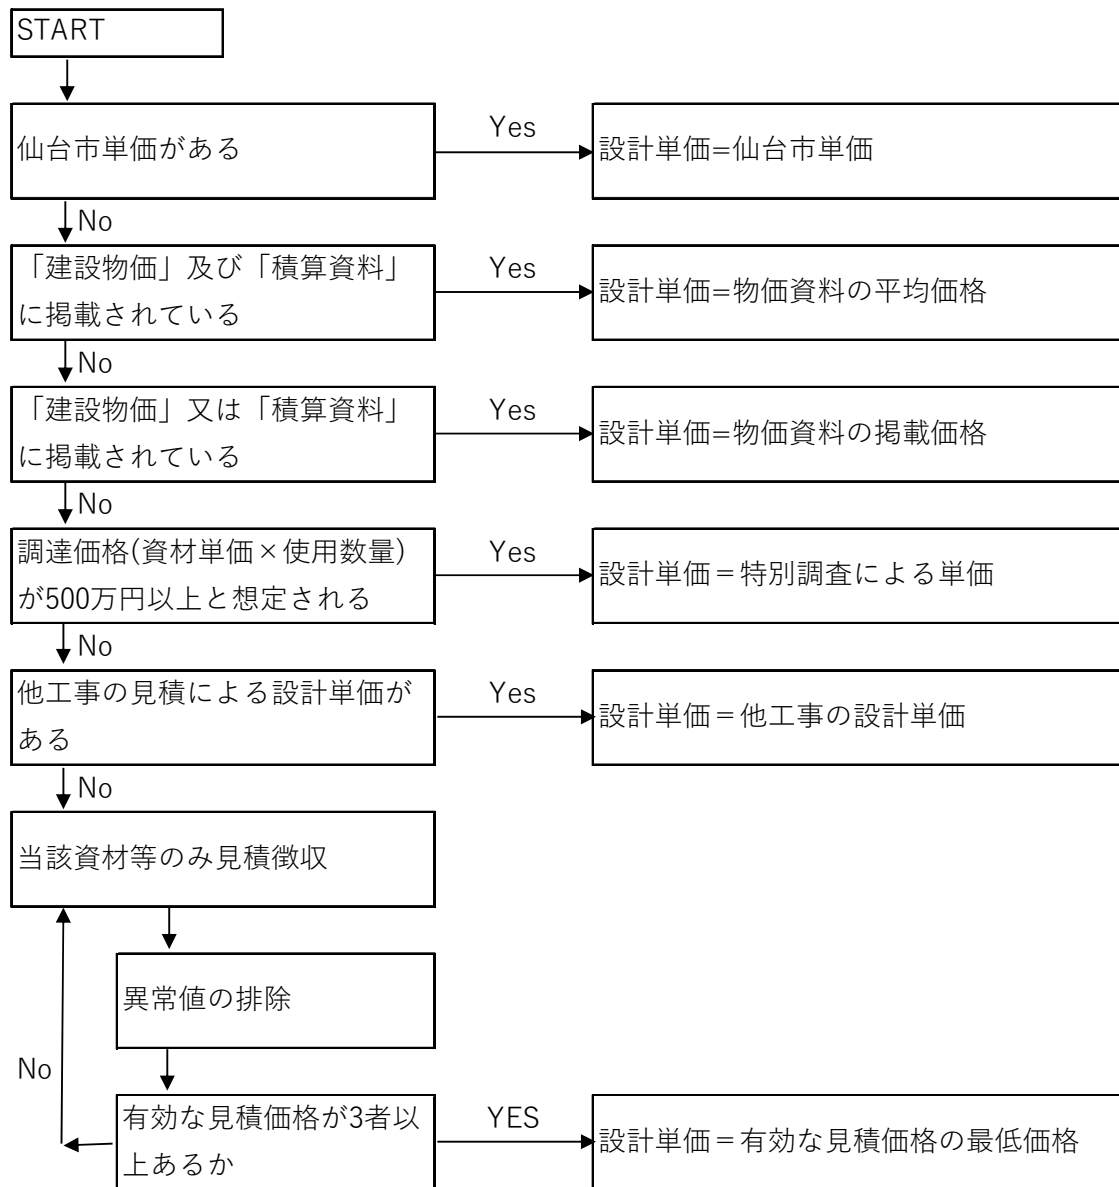 START
仙台市単価がある
Yes
設計単価=仙台市単価
No
「建設物価」及び「積算資料」
に掲載されている
Yes
設計単価=物価資料の平均価格
No
「建設物価」又は「積算資料」
に掲載されている
Yes
設計単価=物価資料の掲載価格
No
調達価格(資材単価×使用数量)
が500万円以上と想定される
Yes
設計単価＝特別調査による単価
No
他工事の見積による設計単価が
ある
Yes
設計単価＝他工事の設計単価
No
当該資材等のみ見積徴収
異常値の排除
No
有効な見積価格が3者以
上あるか
YES
設計単価＝有効な見積価格の最低価格